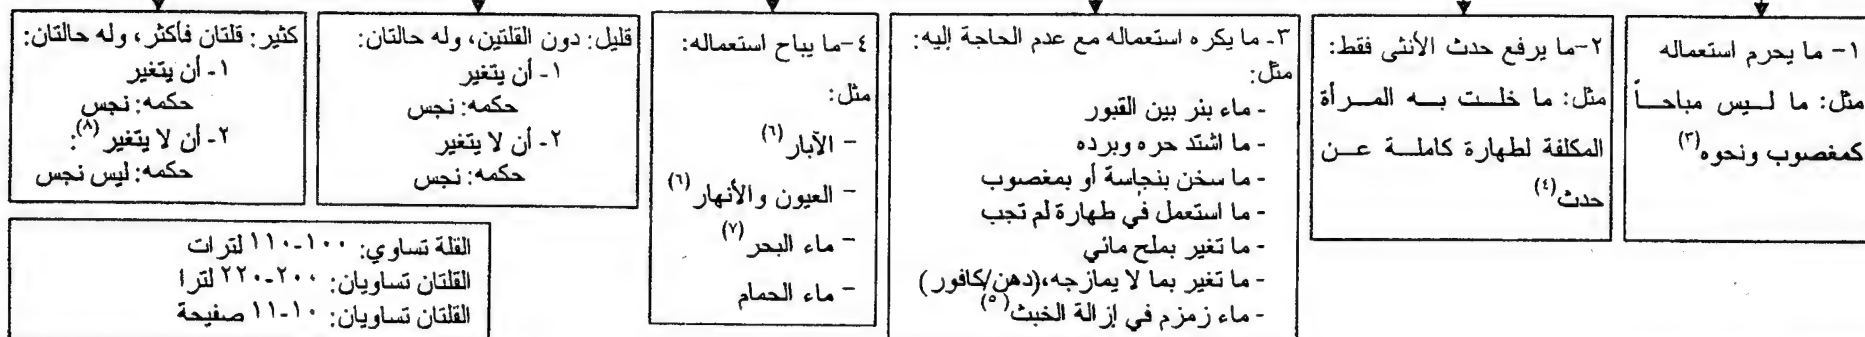 ١- ما يحرم استعماله
مثل: ما ليس مباحاً
كمغصوب ونحوه(٣)
٢- ما يرفع حدث الأنثى فقط:
مثل: ما خلت به المرأة
المكلفة لطهارة كاملة عن
حدث(٤)
٣- ما يكره استعماله مع عدم الحاجة إليه:
مثل:
- ماء بئر بين القبور
- ما اشتد حره وبرده
- ما سخن بنجاسة أو بمغصوب
- ما استعمل في طهارة لم تجب
- ما تغير بملح مائي
- ما تغير بما لا يمازجه،(دهن/كافور)
- ماء زمزم في إزالة الخبث(٥)
٤- ما يباح استعماله:
مثل:
- الآبار(٦)
- العيون والأنهار(٦)
- ماء البحر(٧)
- ماء الحمام
قليل: دون القلتين، وله حالتان:
١- أن يتغير
حكمه: نجس
٢- أن لا يتغير
حكمه: نجس
كثير: قلتان فأكثر، وله حالتان:
١- أن يتغير
حكمه: نجس
٢- أن لا يتغير(٨):
حكمه: ليس نجس
القلة تساوي: ١٠٠-١١٠ لترات
القلتان تساويان: ٢٠٠-٢٢٠ لترا
القلتان تساويان: ١٠-١١ صفيحة